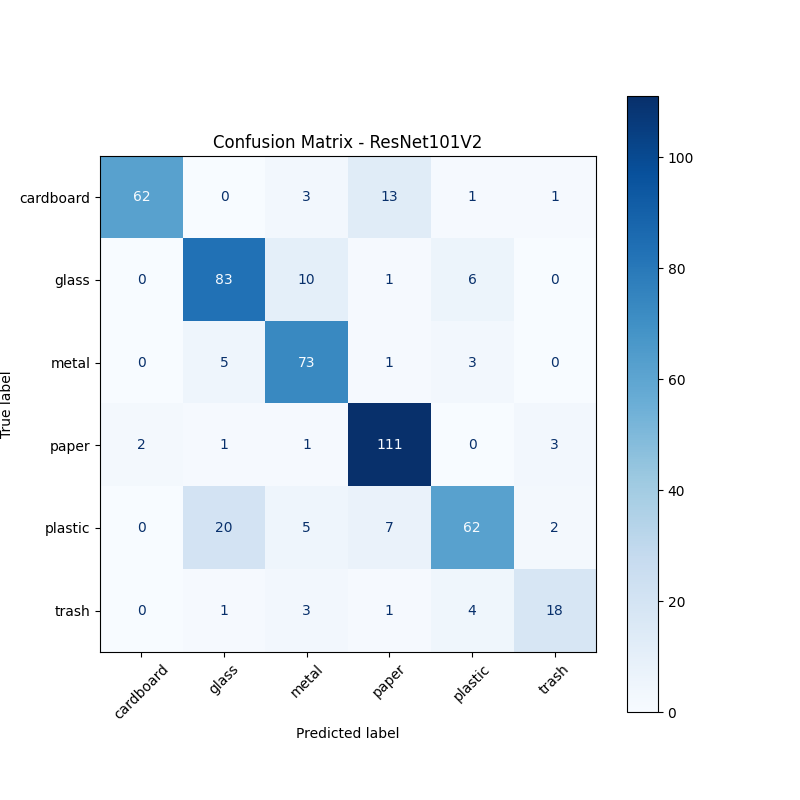 Confusion Matrix - ResNet101V2
True label
cardboard 62 0 3 13 1 1
glass 0 83 10 1 6 0
metal 0 5 73 1 3 0
paper 2 1 1 111 0 3
plastic 0 20 5 7 62 2
trash 0 1 3 1 4 18
cardboard glass metal paper plastic trash
Predicted label
100
80
60
40
20
0